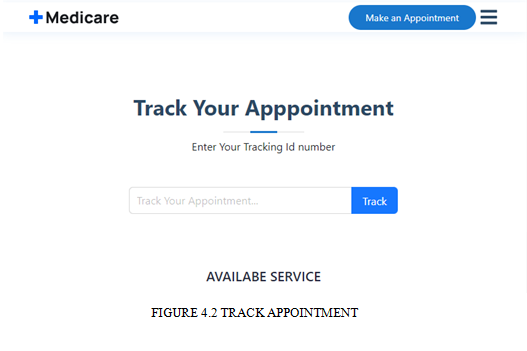 Medicare
Make an Appointment
Track Your Apppointment
Enter Your Tracking Id number
Track Your Appointment...
Track
AVAILABE SERVICE
FIGURE 4.2 TRACK APPOINTMENT